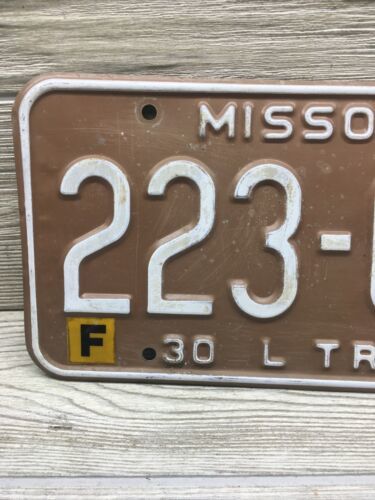 MISSO
223-
F
30 L TR